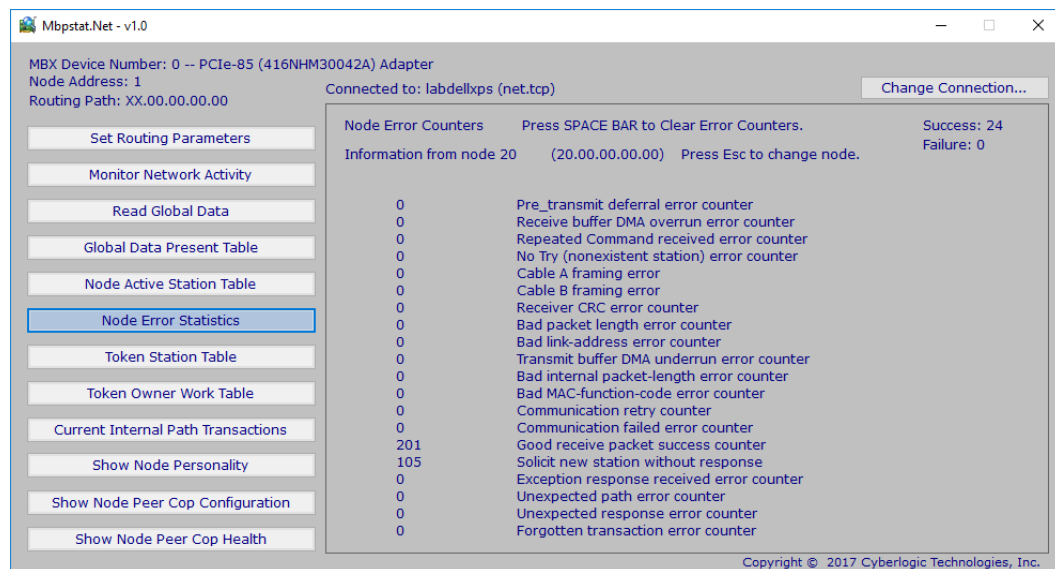 Mbpstat.Net - v1.0
MBX Device Number: 0 -- PCIe-85 (416NHM30042A) Adapter
Node Address: 1
Routing Path: XX.00.00.00.00
Connected to: labdellxps (net.tcp)
Change Connection...
Set Routing Parameters
Monitor Network Activity
Read Global Data
Global Data Present Table
Node Active Station Table
Node Error Statistics
Token Station Table
Token Owner Work Table
Current Internal Path Transactions
Show Node Personality
Show Node Peer Cop Configuration
Show Node Peer Cop Health
Node Error Counters Press SPACE BAR to Clear Error Counters. Success: 24
Failure: 0
Information from node 20 (20.00.00.00.00) Press Esc to change node.
0 Pre_transmit deferral error counter
0 Receive buffer DMA overrun error counter
0 Repeated Command received error counter
0 No Try (nonexistent station) error counter
0 Cable A framing error
0 Cable B framing error
0 Receiver CRC error counter
0 Bad packet length error counter
0 Bad link-address error counter
0 Transmit buffer DMA underrun error counter
0 Bad internal packet-length error counter
0 Bad MAC-function-code error counter
0 Communication retry counter
0 Communication failed error counter
201 Good receive packet success counter
105 Solicit new station without response
0 Exception response received error counter
0 Unexpected path error counter
0 Unexpected response error counter
0 Forgotten transaction error counter
Copyright © 2017 Cyberlogic Technologies, Inc.